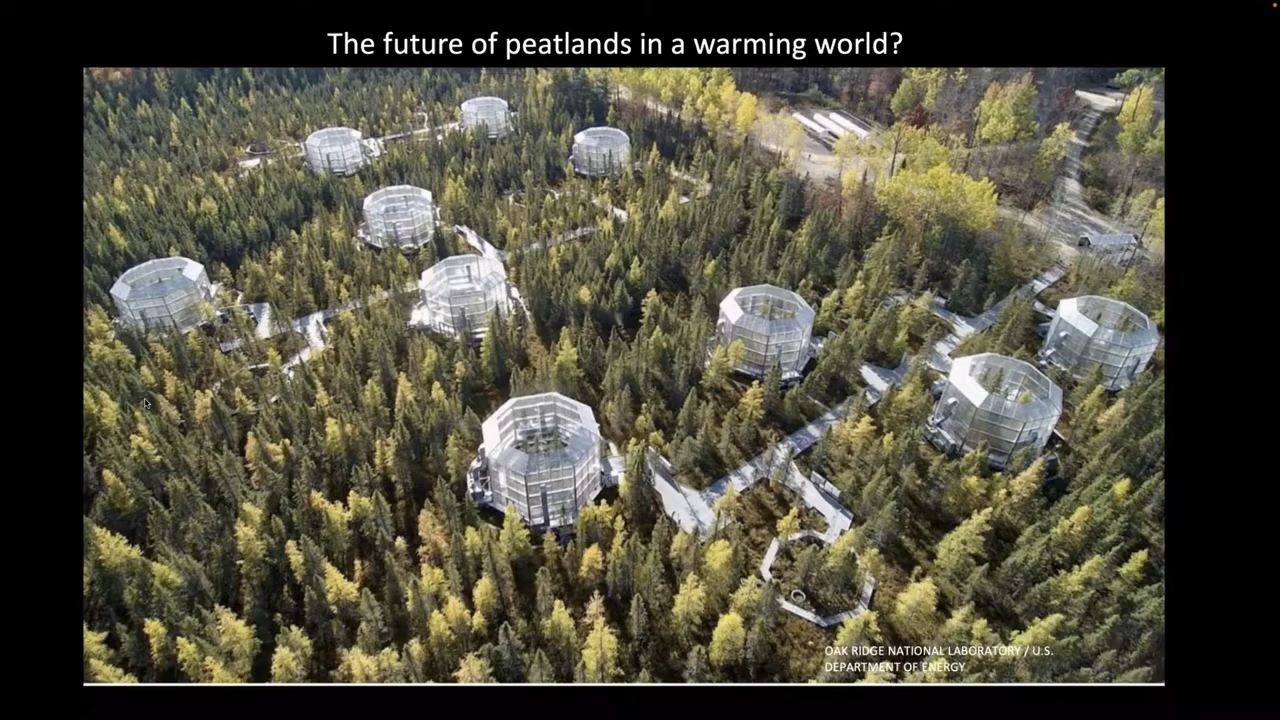 The future of peatlands in a warming world?
OAK RIDGE NATIONAL LABORATORY / U.S.
DEPARTMENT OF ENERGY